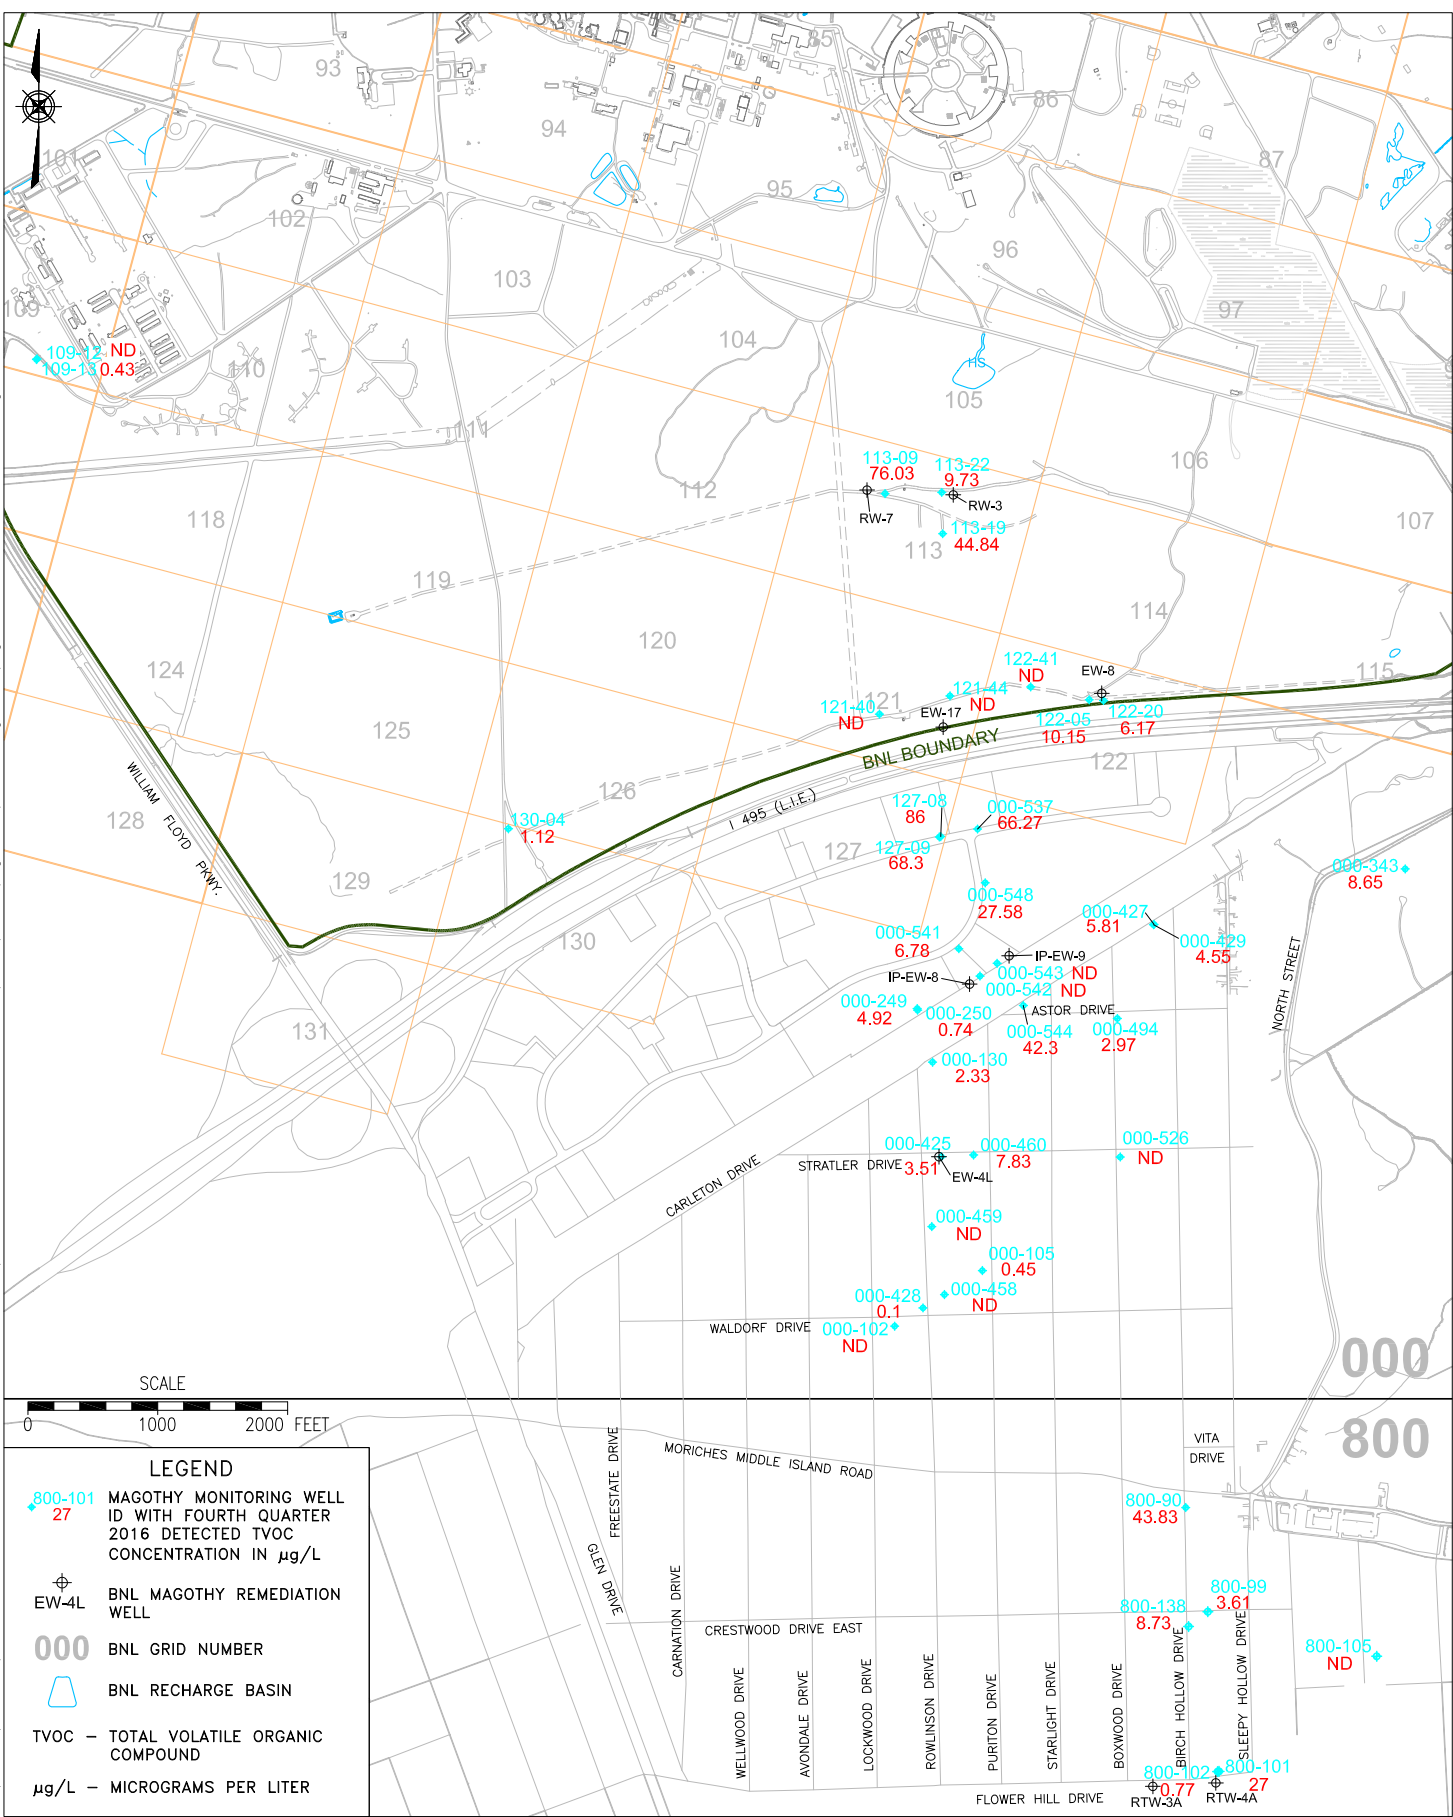 93
85
86
94
87
101
95
102
96
103
97
109
104
109-12 ND
109-13 0.43
110
HS
105
111
106
113-09
76.03
113-22
9.73
112
RW-3
RW-7
118
107
113-19
44.84
113
119
114
120
122-41
ND
EW-8
124
115
121-44
ND
121
121-40
ND
EW-17
122-05
10.15
122-20
6.17
125
BNL BOUNDARY
122
WILLIAM FLOYD PKWY.
126
I 495 (L.I.E.)
127-08
86
000-537
66.27
128
130-04
1.12
127-09
68.3
127
129
000-343
8.65
000-548
27.58
000-427
5.81
000-429
4.55
130
000-541
6.78
IP-EW-9
NORTH STREET
IP-EW-8
000-543 ND
000-542 ND
000-249
4.92
000-250
0.74
ASTOR DRIVE
000-544
42.3
000-494
2.97
131
000-130
2.33
000-425
3.51
000-460
7.83
000-526
ND
STRATLER DRIVE
EW-4L
CARLETON DRIVE
000-459
ND
000-105
0.45
000-458
ND
000-428
0.1
WALDORF DRIVE
000-102
ND
000
800
SCALE
0 1000 2000 FEET
LEGEND
800-101
27
MAGOTHY MONITORING WELL
ID WITH FOURTH QUARTER
2016 DETECTED TVOC
CONCENTRATION IN µg/L
EW-4L
BNL MAGOTHY REMEDIATION
WELL
000 BNL GRID NUMBER
BNL RECHARGE BASIN
TVOC – TOTAL VOLATILE ORGANIC
COMPOUND
µg/L – MICROGRAMS PER LITER
MORICHES MIDDLE ISLAND ROAD
VITA
DRIVE
FREESTATE DRIVE
GLEN DRIVE
CARNATION DRIVE
800-90
43.83
800-99
3.61
800-138
8.73
CRESTWOOD DRIVE EAST
800-105
ND
WELLWOOD DRIVE
AVONDALE DRIVE
LOCKWOOD DRIVE
ROWLINSON DRIVE
PURITON DRIVE
STARLIGHT DRIVE
BOXWOOD DRIVE
BIRCH HOLLOW DRIVE
SLEEPY HOLLOW DRIVE
800-102
0.77
800-101
27
RTW-3A
RTW-4A
FLOWER HILL DRIVE